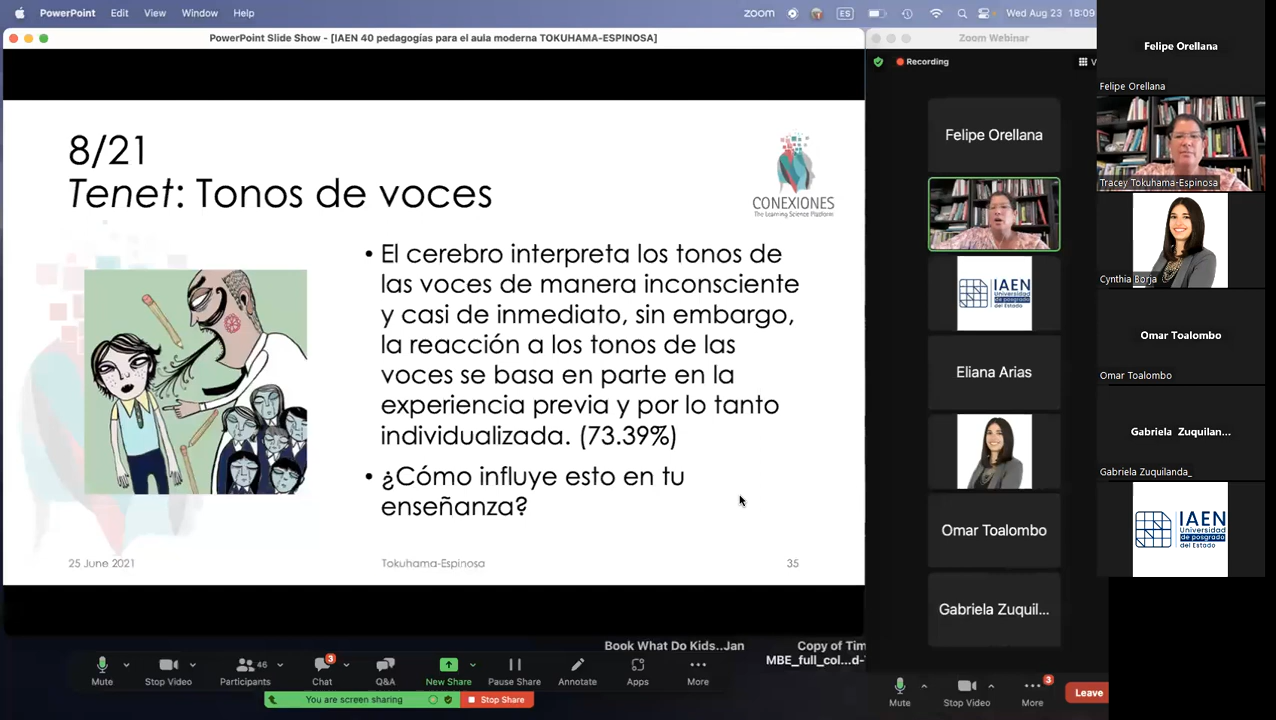 PowerPoint Edit View Window Help
zoom ES Wed Aug 23 18:09
PowerPoint Slide Show - [IAEN 40 pedagogías para el aula moderna TOKUHAMA-ESPINOSA]
8/21
Tenet: Tonos de voces
CONEXIONES
The Learning Science Platform
• El cerebro interpreta los tonos de
las voces de manera inconsciente
y casi de inmediato, sin embargo,
la reacción a los tonos de las
voces se basa en parte en la
experiencia previa y por lo tanto
individualizada. (73.39%)
• ¿Cómo influye esto en tu
enseñanza?
25 June 2021
Tokuhama-Espinosa
35
Book What Do Kids..Jan
Copy of Tim
MBE_full_col...d-
Mute
Stop Video
46
Participants
3
Chat
Q&A
New Share
Pause Share
Annotate
Apps
More
You are screen sharing
Stop Share
Zoom Webinar
Recording
V
Felipe Orellana
IAEN
Universidad
de posgrado
del Estado
Eliana Arias
Omar Toalombo
Gabriela Zuquil...
Mute
Stop Video
3
More
Leave
Felipe Orellana
Felipe Orellana
Tracey Tokuhama-Espinosa
Cynthia Borja
Omar Toalombo
Omar Toalombo
Gabriela Zuquilan...
Gabriela Zuquilanda_
IAEN
Universidad
de posgrado
del Estado